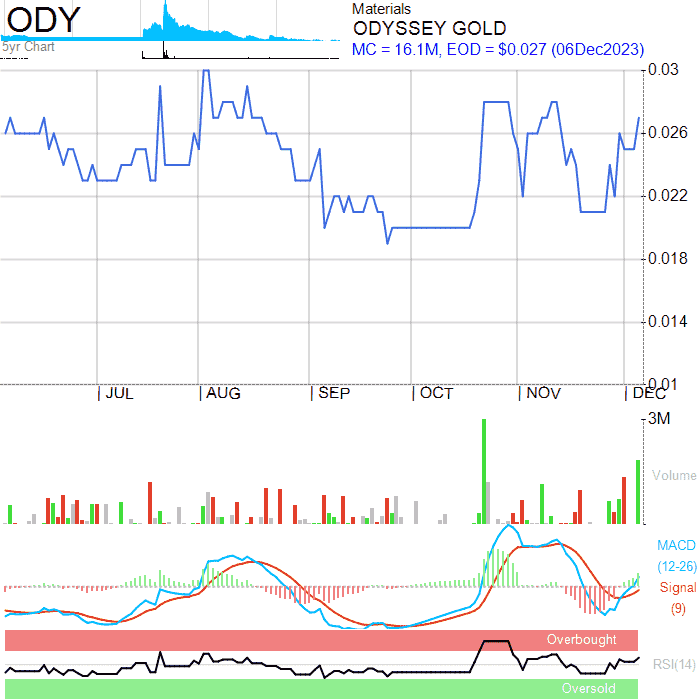 ODY
5yr Chart
Materials
ODYSSEY GOLD
MC = 16.1M, EOD = $0.027 (06Dec2023)
0.03
0.026
0.022
0.018
0.014
0.01
JUL
AUG
SEP
OCT
NOV
DEC
3M
Volume
MACD
(12-26)
Signal
(9)
Overbought
RSI(14)
Oversold